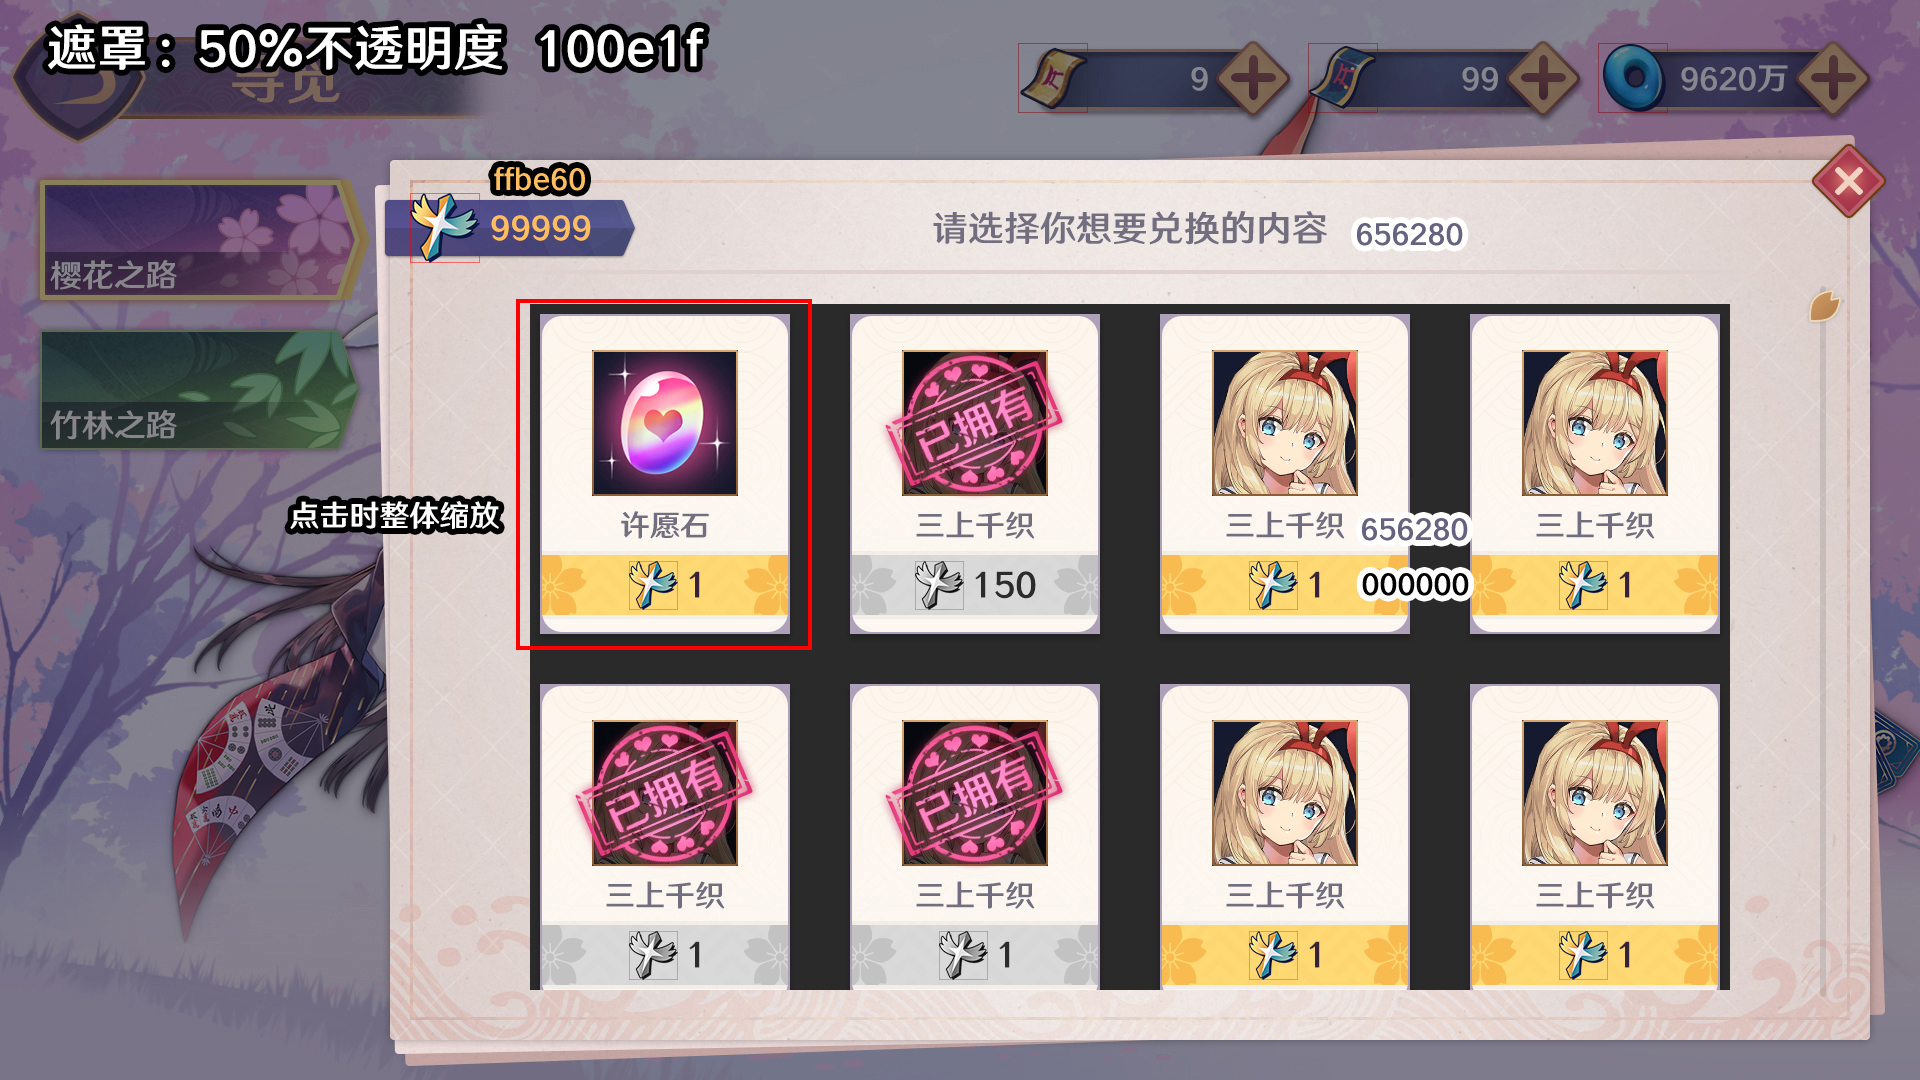 遮罩：50%不透明度 100e1f
寻觅
9
99
9620万
ffbe60
99999
请选择你想要兑换的内容 656280
樱花之路
竹林之路
点击时整体缩放
已拥有
许愿石
三上千织
三上千织
656280
三上千织
1
150
1
000000
1
已拥有
已拥有
三上千织
三上千织
三上千织
三上千织
1
1
1
1